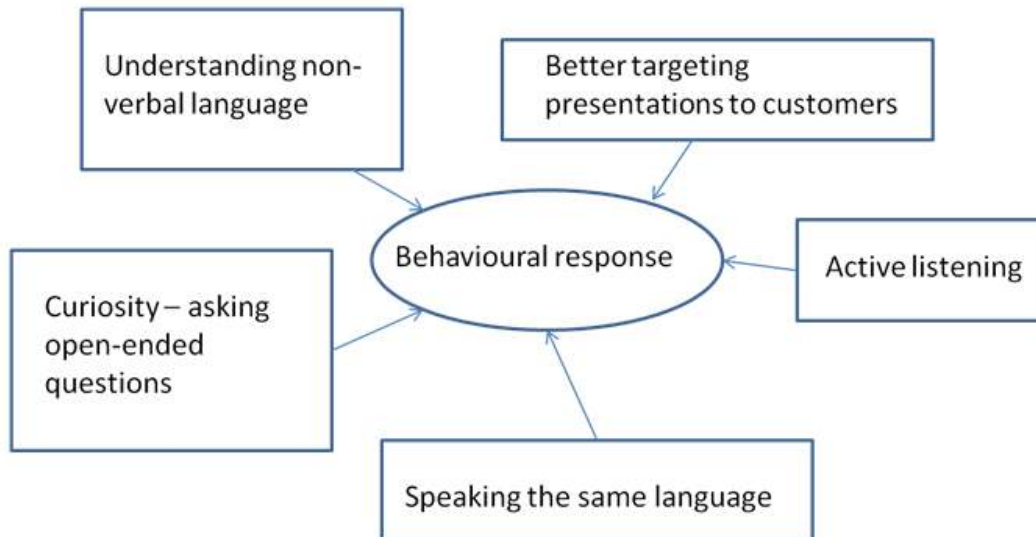 Understanding non-
verbal language
Better targeting
presentations to customers
Behavioural response
Active listening
Curiosity – asking
open-ended
questions
Speaking the same language